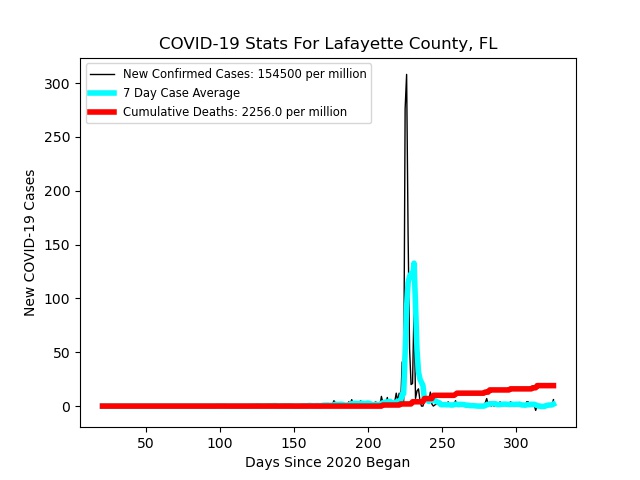 COVID-19 Stats For Lafayette County, FL
New Confirmed Cases: 154500 per million
7 Day Case Average
Cumulative Deaths: 2256.0 per million
New COVID-19 Cases
300
250
200
150
100
50
0
50 100 150 200 250 300
Days Since 2020 Began